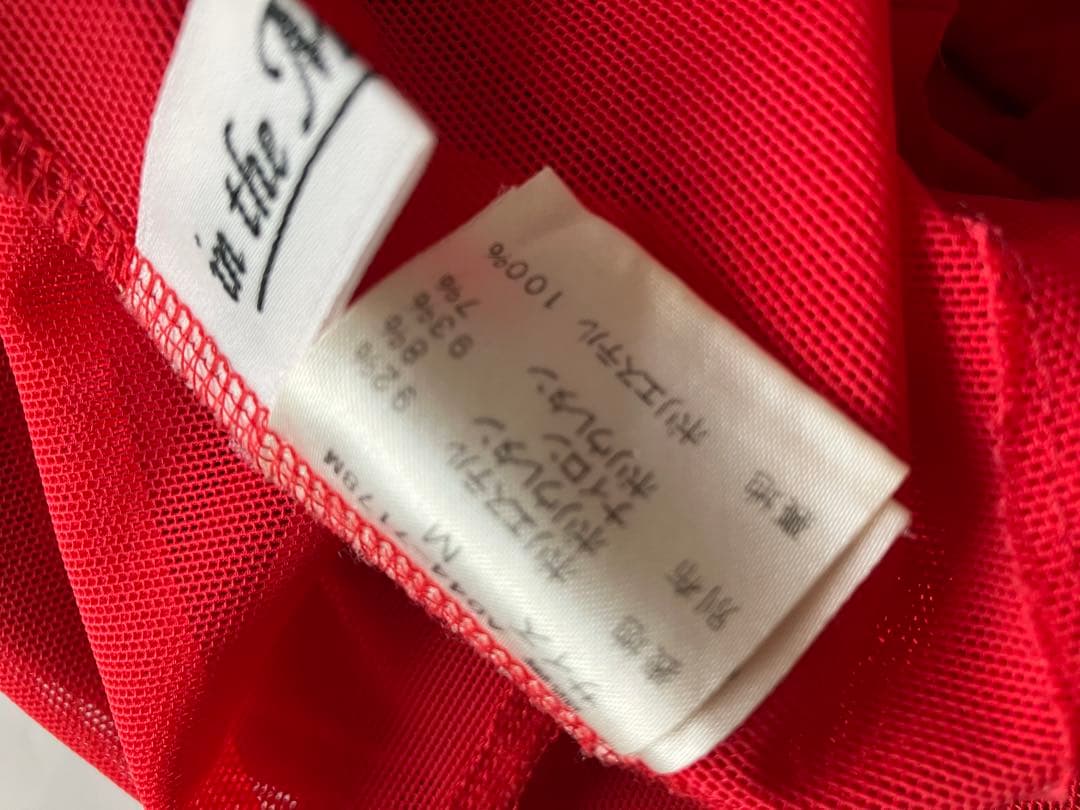 in the
表地 ポリエステル 92%
ポリウレタン 8%
別布 ナイロン 93%
ポリウレタン 7%
裏地 ポリエステル 100%